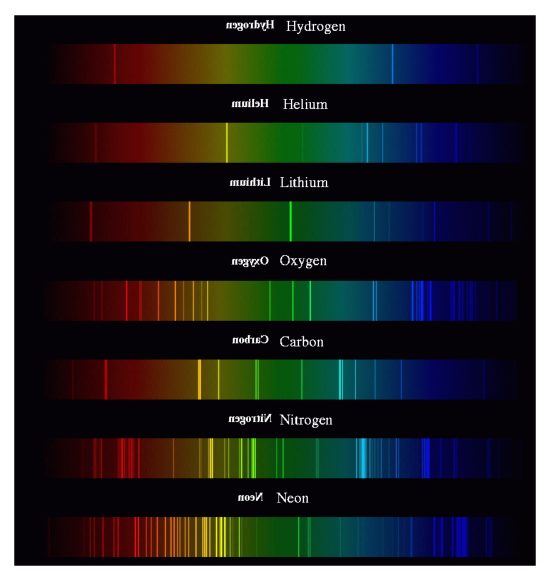 Hydrogen Hydrogen
Helium Helium
Lithium Lithium
Oxygen Oxygen
Carbon Carbon
Nitrogen Nitrogen
Neon Neon